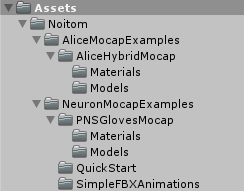 Assets
Noitom
AliceMocapExamples
AliceHybridMocap
Materials
Models
NeuronMocapExamples
PNSGlovesMocap
Materials
Models
QuickStart
SimpleFBXAnimations